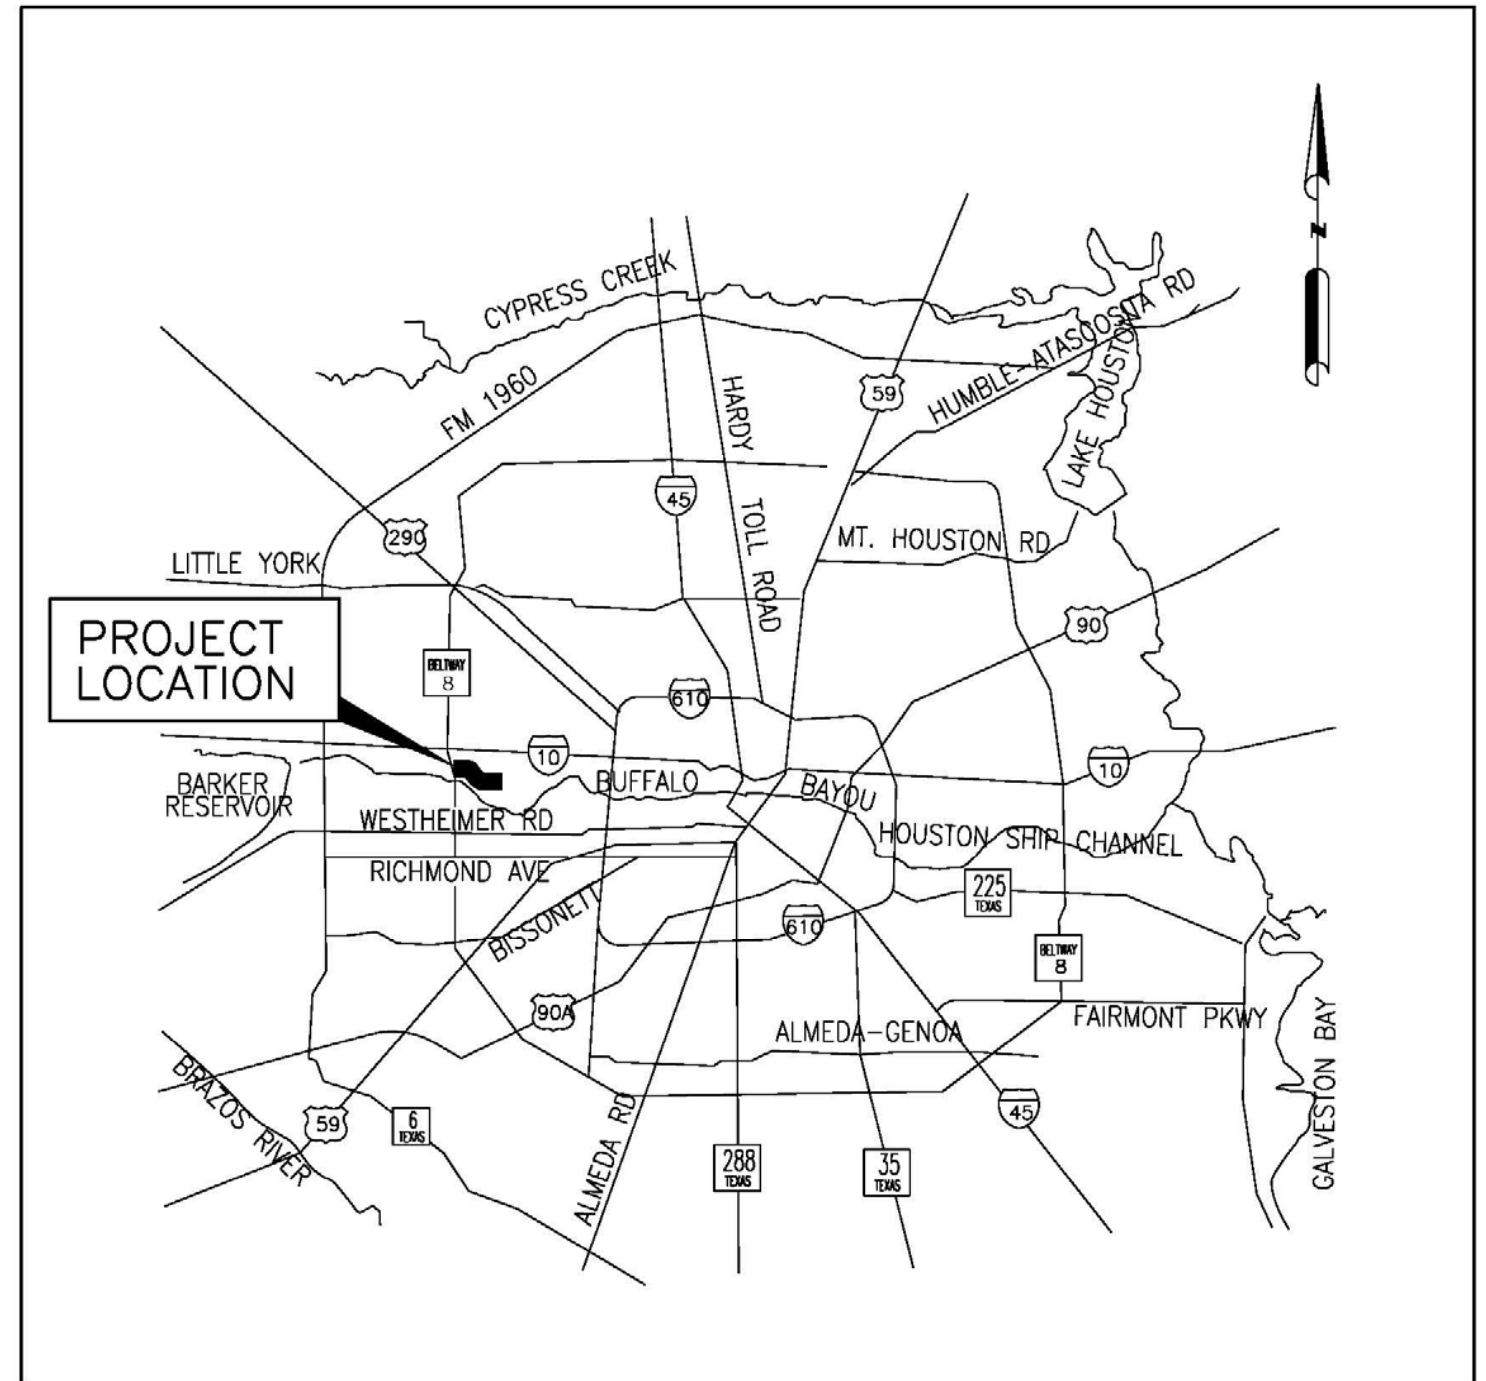 N
CYPRESS CREEK
HUMBLE-ATASCOSITA RD
FM 1960
HARDY
59
LAKE HOUSTON
45
TOLL ROAD
290
MT. HOUSTON RD
LITTLE YORK
90
PROJECT
LOCATION
BELTWAY
8
610
10
10
BARKER
RESERVOIR
BUFFALO
BAYOU
WESTHEIMER RD
HOUSTON SHIP CHANNEL
RICHMOND AVE
225
TEXAS
BISSONETT
610
BELTWAY
8
90A
FAIRMONT PKWY
ALMEDA-GENOA
GALVESTON BAY
BRAZOS RIVER
59
6
TEXAS
45
ALMEDA RD
288
TEXAS
35
TEXAS